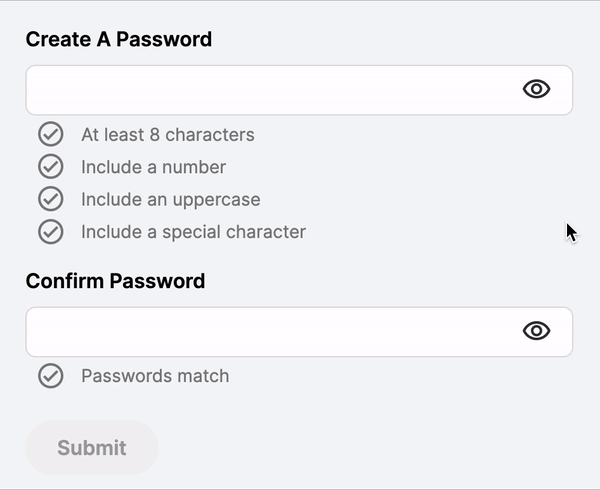 Create A Password
At least 8 characters
Include a number
Include an uppercase
Include a special character
Confirm Password
Passwords match
Submit